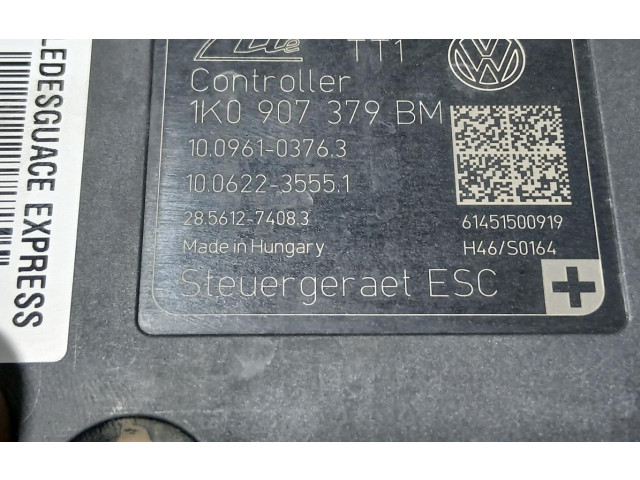 Ate TT1
Controller
1K0 907 379 BM
10.0961-0376.3
10.0622-3555.1
28.5612-7408.3
61451500919
Made in Hungary
H46/S0164
Steuergeraet ESC
LEDESGUACE EXPRESS